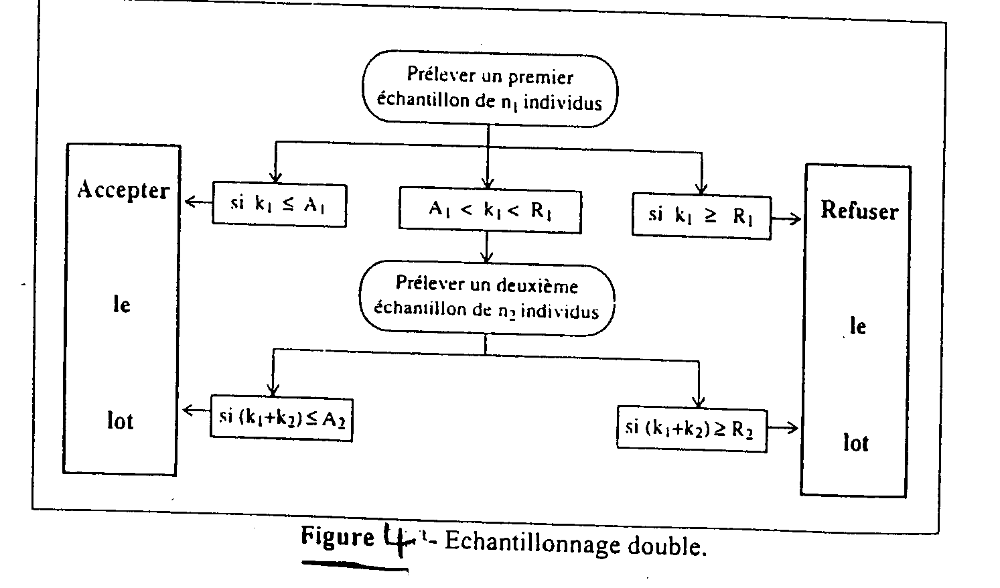 Prélever un premier
échantillon de n₁ individus
Accepter
le
lot
si k₁ ≤ A₁
A₁ < k₁ < R₁
si k₁ ≥ R₁
Refuser
le
lot
Prélever un deuxième
échantillon de n₂ individus
si (k₁+k₂) ≤ A₂
si (k₁+k₂) ≥ R₂
Figure 4 - Echantillonnage double.